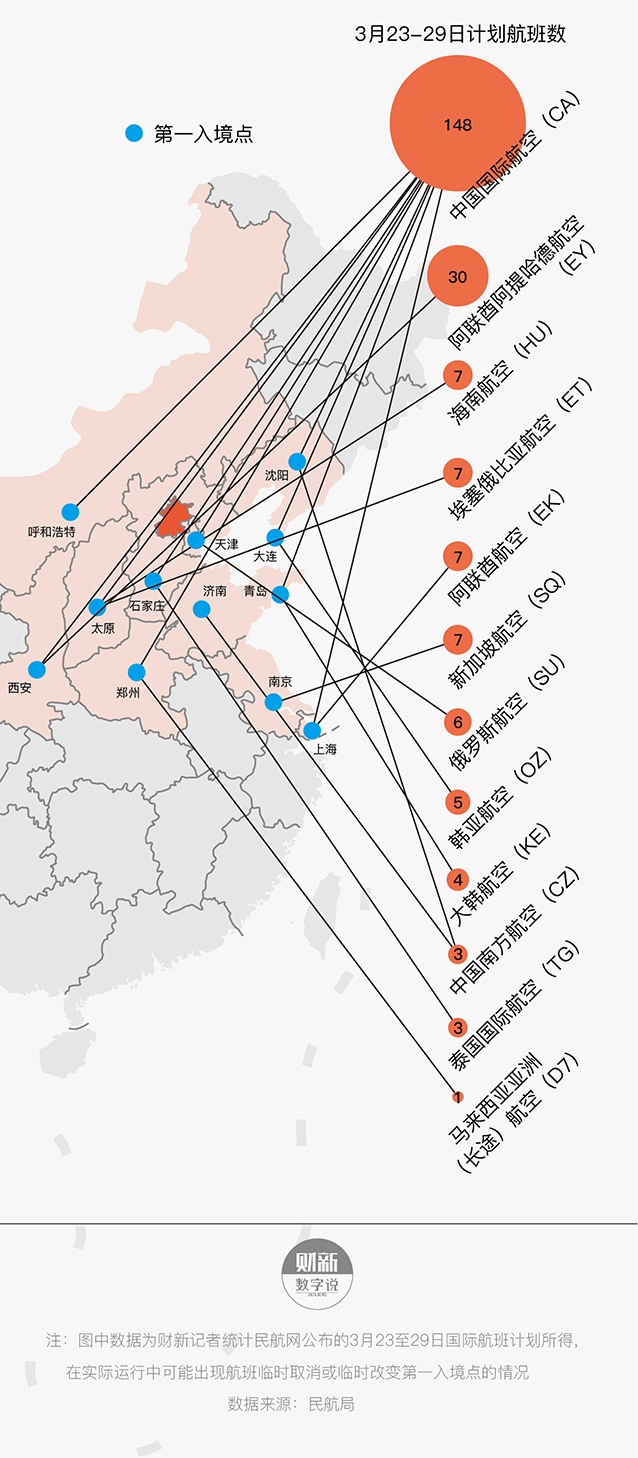 3月23-29日计划航班数
第一入境点
148
中国国际航空（CA）
30
阿联酋阿提哈德航空
（EY）
7
海南航空（HU）
7
埃塞俄比亚航空（ET）
7
阿联酋航空（EK）
7
新加坡航空（SQ）
6
俄罗斯航空（SU）
5
韩亚航空（OZ）
4
大韩航空（KE）
3
中国南方航空（CZ）
3
泰国国际航空（TG）
1
马来西亚亚洲
（长途）航空（D7）
沈阳
呼和浩特
天津
大连
石家庄
济南
青岛
太原
西安
郑州
南京
上海
财新
数字说
注：图中数据为财新记者统计民航网公布的3月23至29日国际航班计划所得，
在实际运行中可能出现航班临时取消或临时改变第一入境点的情况
数据来源：民航局